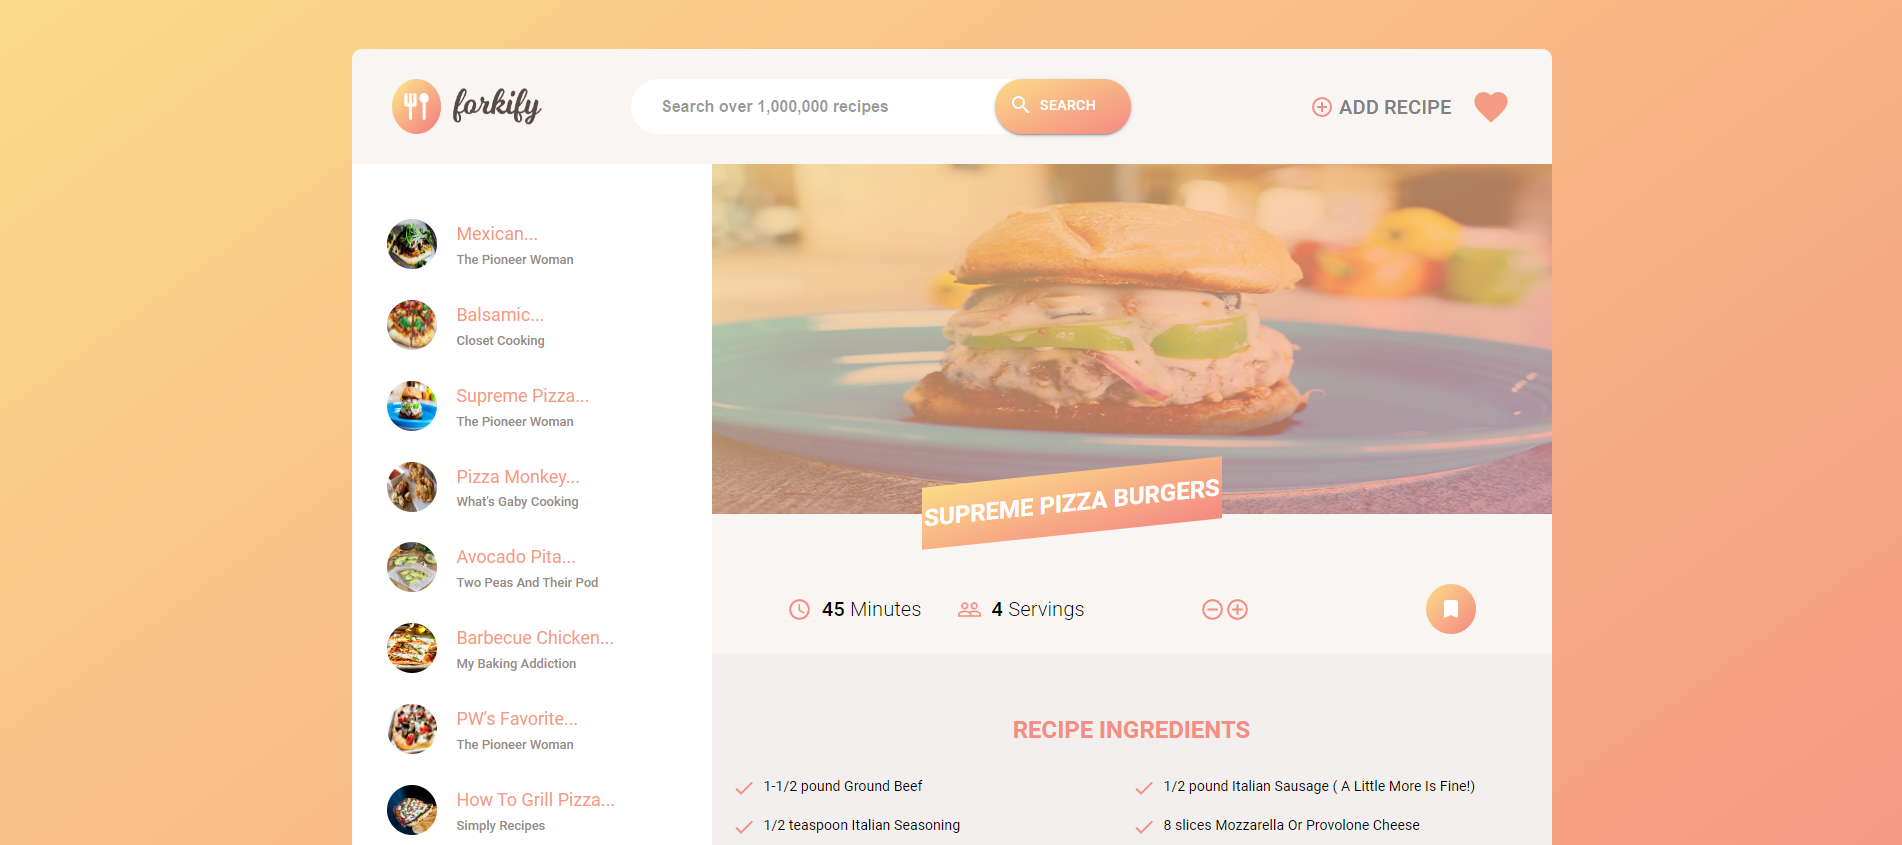 forkify
Search over 1,000,000 recipes
SEARCH
ADD RECIPE
Mexican...
The Pioneer Woman
Balsamic...
Closet Cooking
Supreme Pizza...
The Pioneer Woman
Pizza Monkey...
What's Gaby Cooking
Avocado Pita...
Two Peas And Their Pod
Barbecue Chicken...
My Baking Addiction
PW's Favorite...
The Pioneer Woman
How To Grill Pizza...
Simply Recipes
SUPREME PIZZA BURGERS
45 Minutes
4 Servings
RECIPE INGREDIENTS
1-1/2 pound Ground Beef
1/2 pound Italian Sausage ( A Little More Is Fine!)
1/2 teaspoon Italian Seasoning
8 slices Mozzarella Or Provolone Cheese